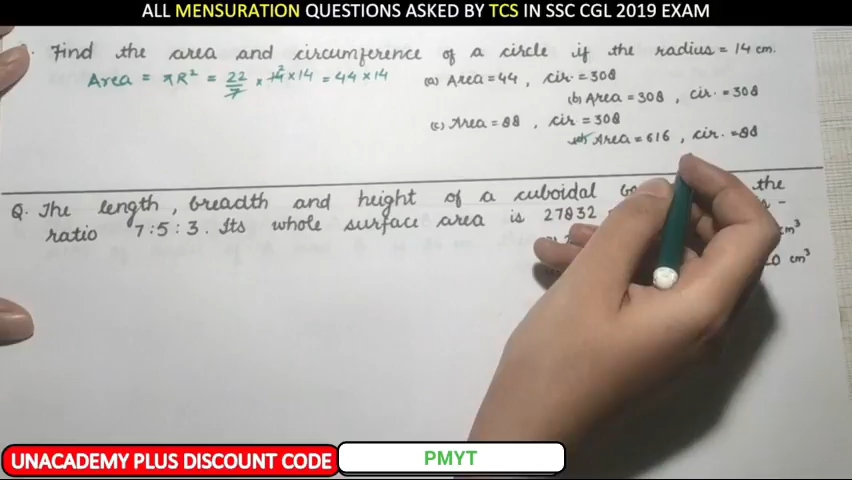 ALL MENSURATION QUESTIONS ASKED BY TCS IN SSC CGL 2019 EXAM
Find the area and circumference of a circle if the radius = 14 cm.
Area = πR² = 22/7 × 14 2 × 14 = 44 × 14
(a) Area = 44 , cir. = 308
(b) Area = 308 , cir. = 308
(c) Area = 88 , cir = 308
Area = 616 , cir. = 88
Q. The length , breadth and height of a cuboidal the
ratio 7 : 5 : 3 . Its whole surface area is 27832
cm³
0 cm³
UNACADEMY PLUS DISCOUNT CODE
PMYT